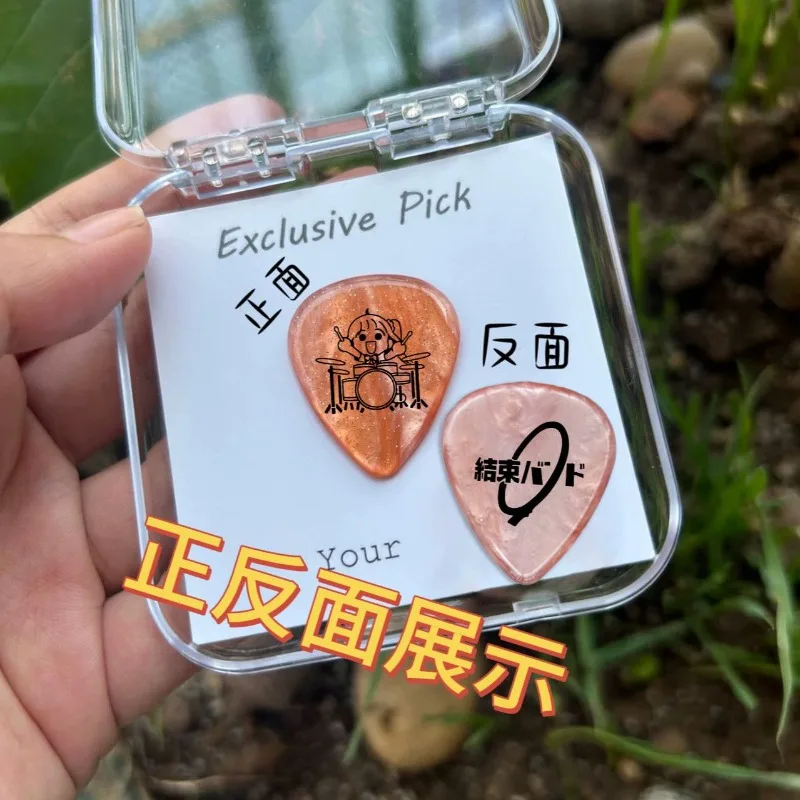 Exclusive Pick
正面
反面
結束バンド
Your
正反面展示